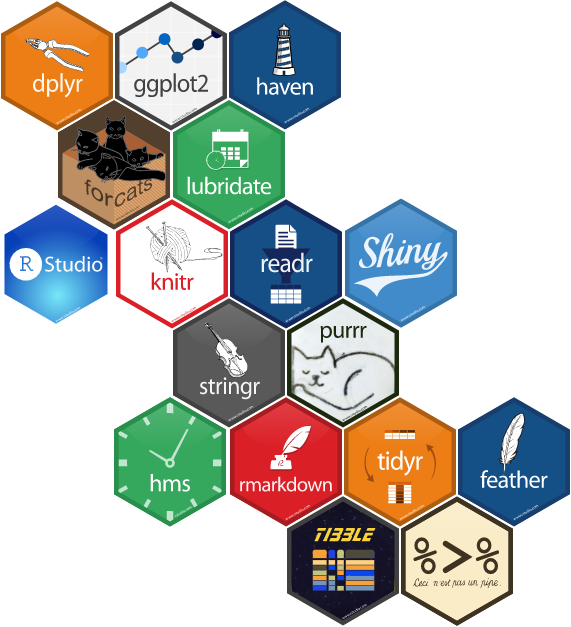 dplyr
ggplot2
haven
forcats
lubridate
R Studio
knitr
readr
Shiny
stringr
purrr
hms
rmarkdown
tidyr
feather
TIBBLE
%>%
Ceci n'est pas un pipe.